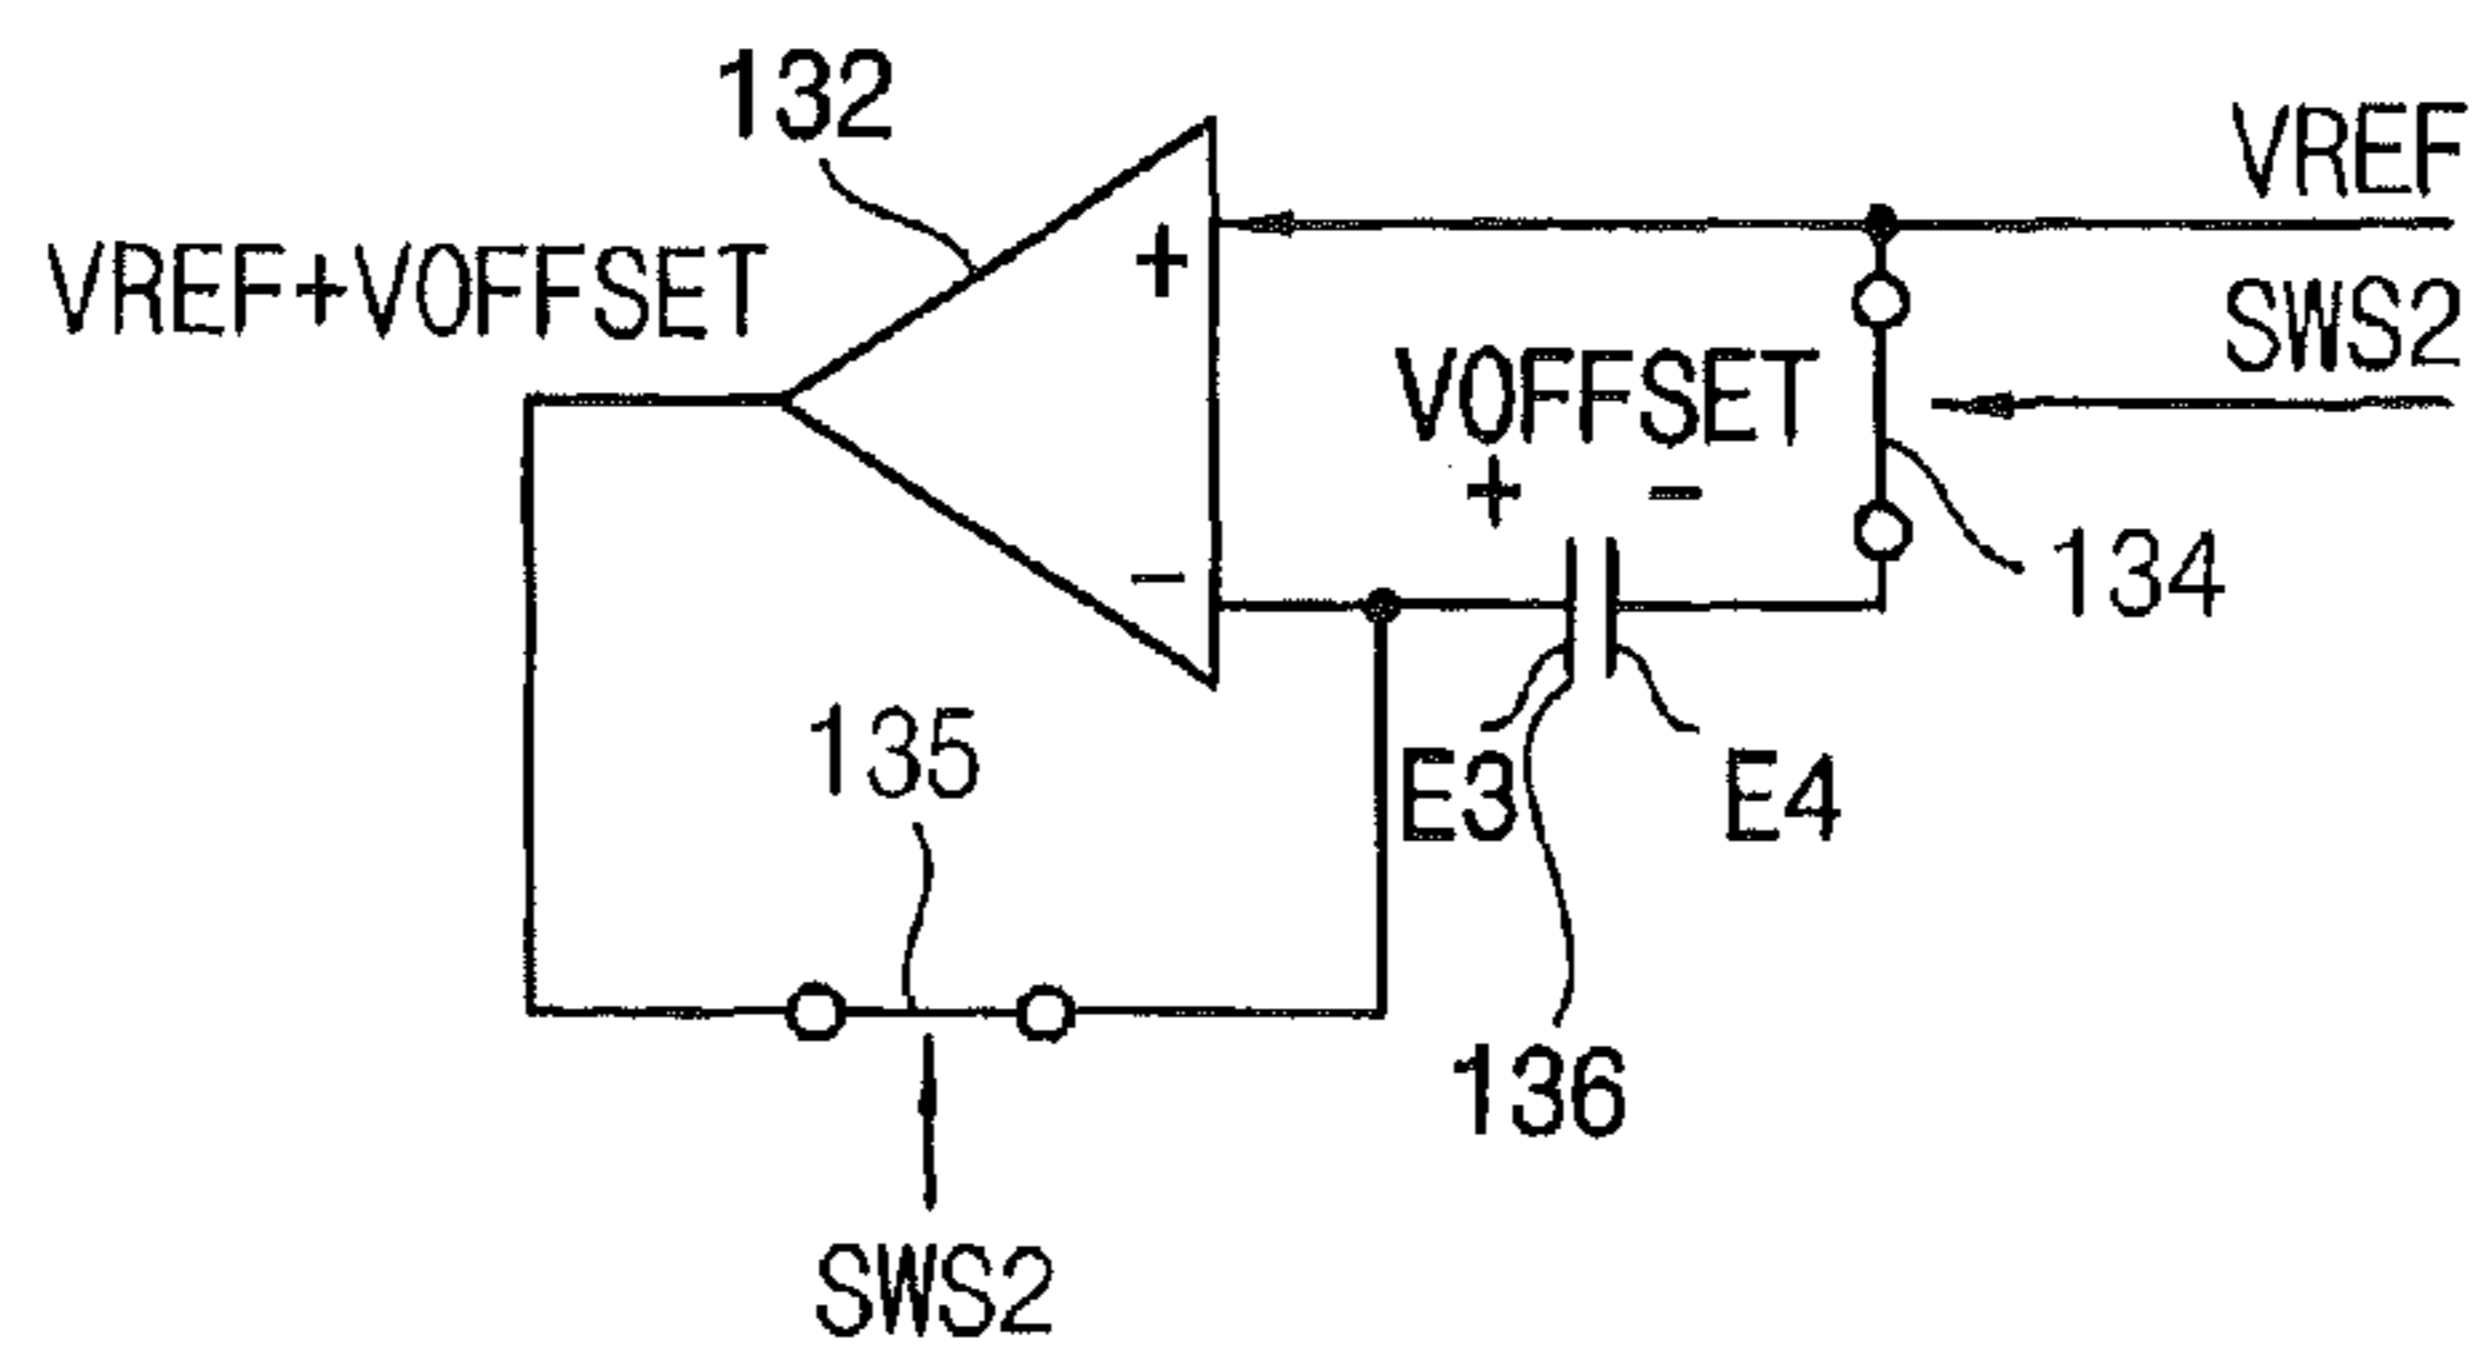 132
VREF
VREF+VOFFSET
+
SWS2
VOFFSET
+ -
-
134
135
E3
E4
136
SWS2